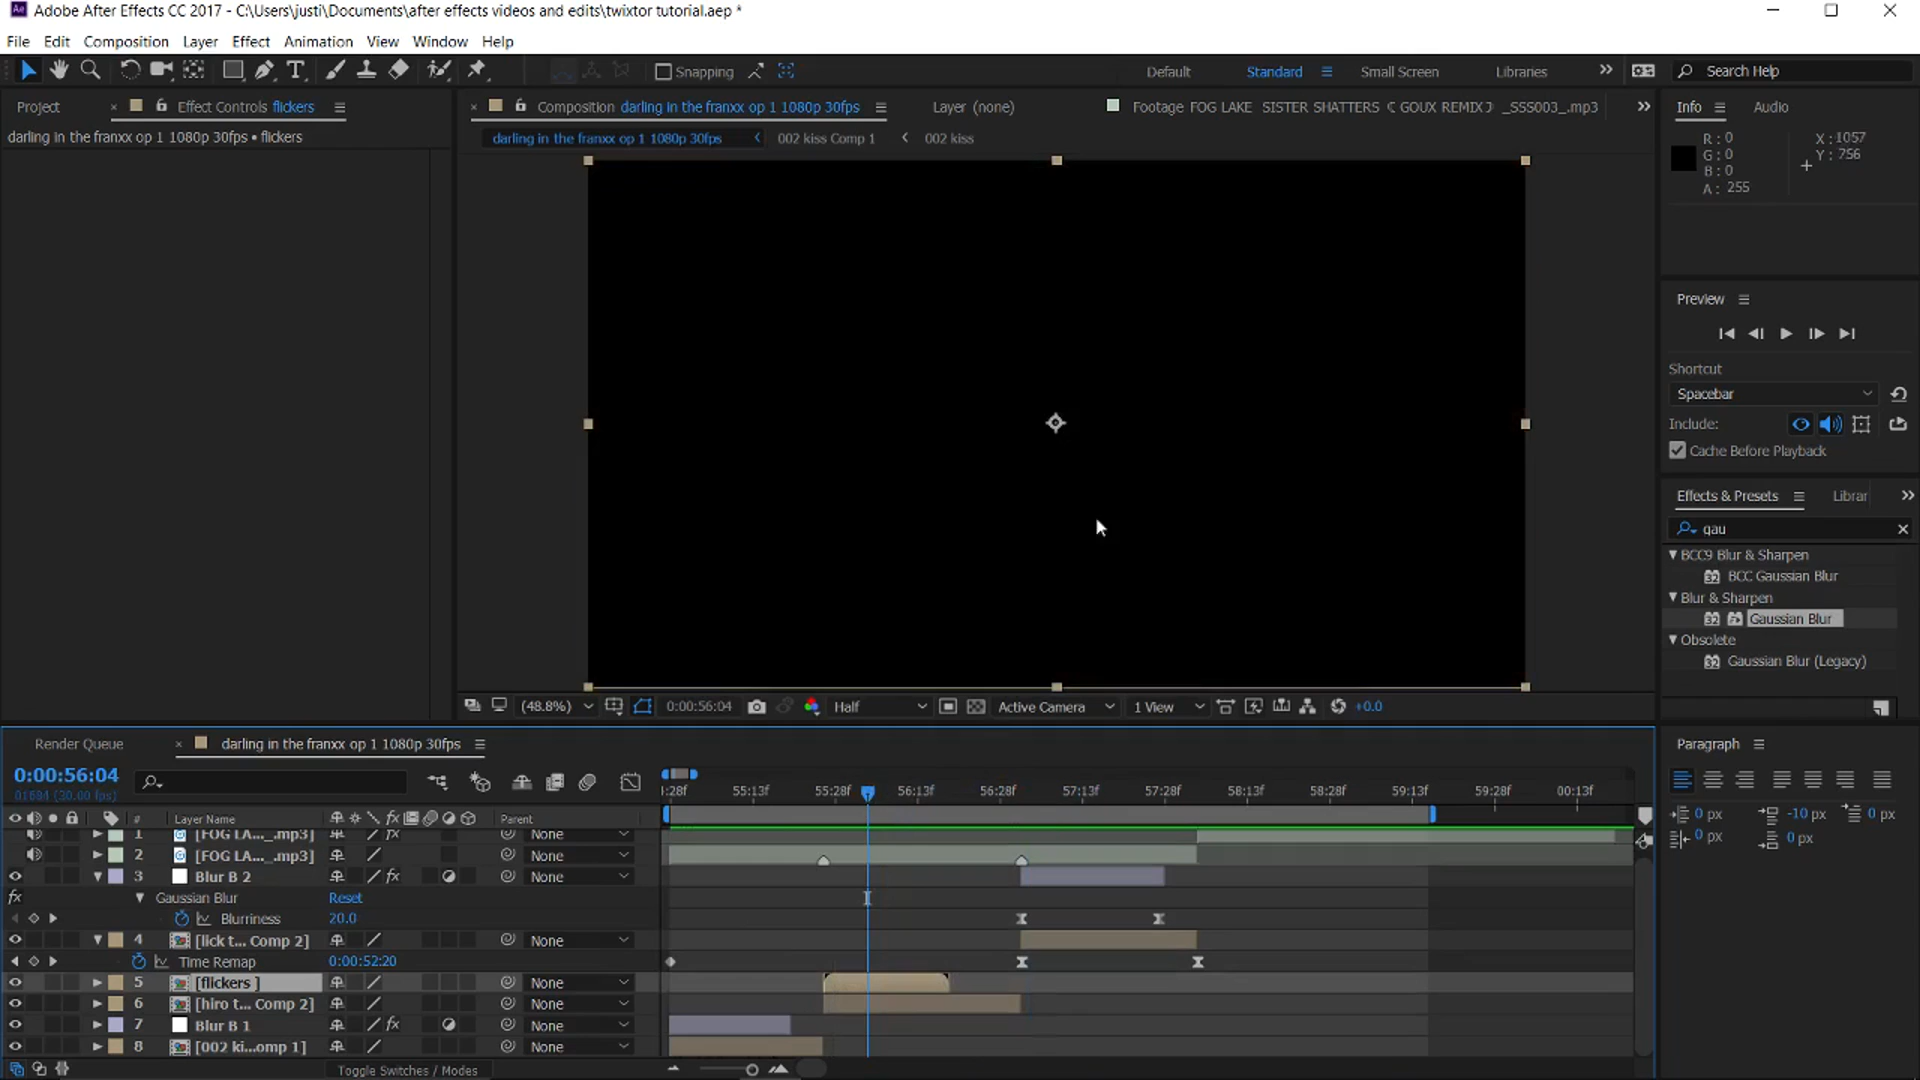 Adobe After Effects CC 2017 - C:\Users\justi\Documents\after effects videos and edits\twixtor tutorial.aep *
File Edit Composition Layer Effect Animation View Window Help
Snapping Default Standard Small Screen Libraries Search Help
Project Effect Controls flickers Composition darling in the franxx op 1 1080p 30fps Layer (none) Footage FOG LAKE SISTER SHATTERS C GOUX REMIX _SSS003_.mp3 Info Audio
darling in the franxx op 1 1080p 30fps • flickers
darling in the franxx op 1 1080p 30fps 002 kiss Comp 1 002 kiss
R : 0
G : 0
B : 0
A : 255
X : 1057
Y : 756
Preview
Shortcut
Spacebar
Include:
Cache Before Playback
Effects & Presets Librar
gau
BCC9 Blur & Sharpen
32 BCC Gaussian Blur
Blur & Sharpen
32 Gaussian Blur
Obsolete
32 Gaussian Blur (Legacy)
(48.8%) 0:00:56:04 Half Active Camera 1 View +0.0
Render Queue darling in the franxx op 1 1080p 30fps
0:00:56:04
01684 (30.00 fps)
:28f 55:13f 55:28f 56:13f 56:28f 57:13f 57:28f 58:13f 58:28f 59:13f 59:28f 00:13f
# Layer Name fx Parent
1 [FOG LA..._.mp3] fx None
2 [FOG LA..._.mp3] None
3 Blur B 2 fx None
fx Gaussian Blur Reset
Blurriness 20.0
4 [lick t... Comp 2] None
Time Remap 0:00:52:20
5 [flickers ] None
6 [hiro t... Comp 2] None
7 Blur B 1 fx None
8 [002 ki...omp 1] None
Toggle Switches / Modes
Paragraph
0 px -10 px 0 px
0 px 0 px